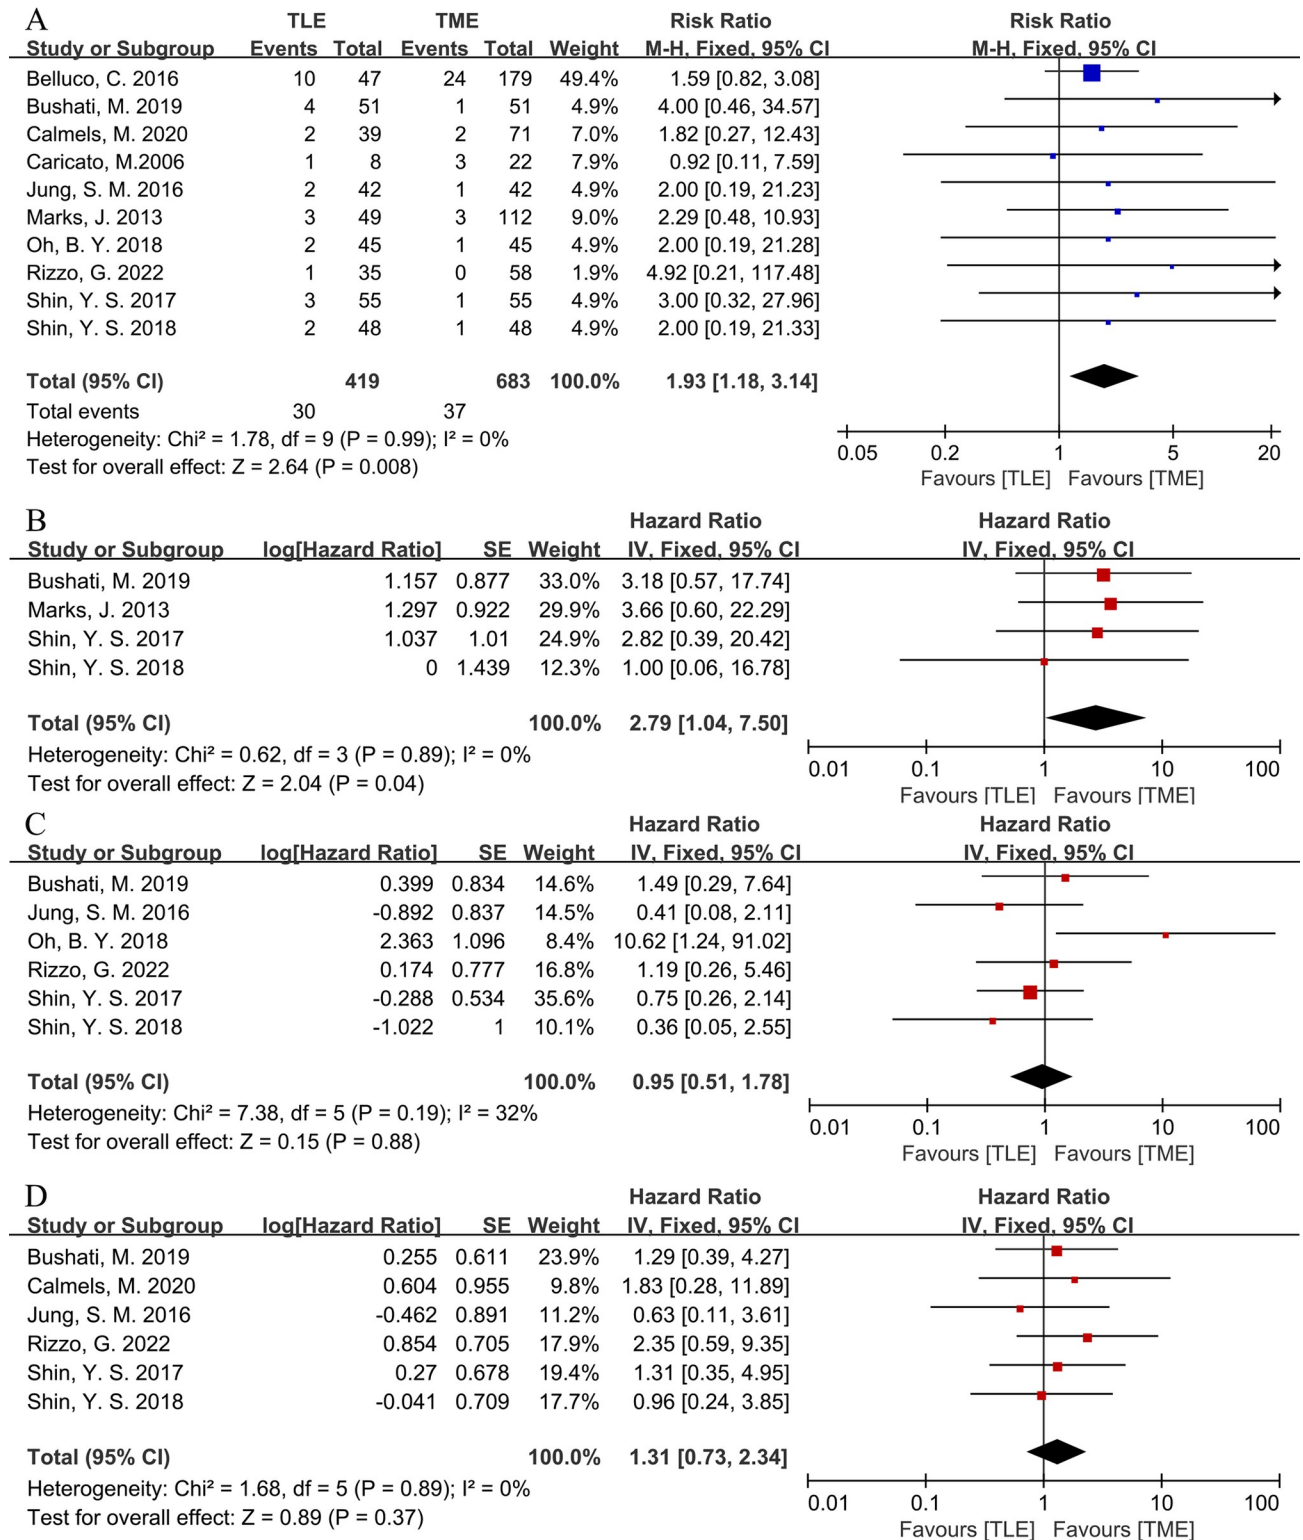 A TLE TME Risk Ratio Risk Ratio
Study or Subgroup Events Total Events Total Weight M-H, Fixed, 95% CI M-H, Fixed, 95% CI
Belluco, C. 2016 10 47 24 179 49.4% 1.59 [0.82, 3.08]
Bushati, M. 2019 4 51 1 51 4.9% 4.00 [0.46, 34.57]
Calmels, M. 2020 2 39 2 71 7.0% 1.82 [0.27, 12.43]
Caricato, M.2006 1 8 3 22 7.9% 0.92 [0.11, 7.59]
Jung, S. M. 2016 2 42 1 42 4.9% 2.00 [0.19, 21.23]
Marks, J. 2013 3 49 3 112 9.0% 2.29 [0.48, 10.93]
Oh, B. Y. 2018 2 45 1 45 4.9% 2.00 [0.19, 21.28]
Rizzo, G. 2022 1 35 0 58 1.9% 4.92 [0.21, 117.48]
Shin, Y. S. 2017 3 55 1 55 4.9% 3.00 [0.32, 27.96]
Shin, Y. S. 2018 2 48 1 48 4.9% 2.00 [0.19, 21.33]
Total (95% CI) 419 683 100.0% 1.93 [1.18, 3.14]
Total events 30 37
Heterogeneity: Chi² = 1.78, df = 9 (P = 0.99); I² = 0%
Test for overall effect: Z = 2.64 (P = 0.008)
0.05 0.2 1 5 20
Favours [TLE] Favours [TME]
B Hazard Ratio Hazard Ratio
Study or Subgroup log[Hazard Ratio] SE Weight IV, Fixed, 95% CI IV, Fixed, 95% CI
Bushati, M. 2019 1.157 0.877 33.0% 3.18 [0.57, 17.74]
Marks, J. 2013 1.297 0.922 29.9% 3.66 [0.60, 22.29]
Shin, Y. S. 2017 1.037 1.01 24.9% 2.82 [0.39, 20.42]
Shin, Y. S. 2018 0 1.439 12.3% 1.00 [0.06, 16.78]
Total (95% CI) 100.0% 2.79 [1.04, 7.50]
Heterogeneity: Chi² = 0.62, df = 3 (P = 0.89); I² = 0%
Test for overall effect: Z = 2.04 (P = 0.04)
0.01 0.1 1 10 100
Favours [TLE] Favours [TME]
C Hazard Ratio Hazard Ratio
Study or Subgroup log[Hazard Ratio] SE Weight IV, Fixed, 95% CI IV, Fixed, 95% CI
Bushati, M. 2019 0.399 0.834 14.6% 1.49 [0.29, 7.64]
Jung, S. M. 2016 -0.892 0.837 14.5% 0.41 [0.08, 2.11]
Oh, B. Y. 2018 2.363 1.096 8.4% 10.62 [1.24, 91.02]
Rizzo, G. 2022 0.174 0.777 16.8% 1.19 [0.26, 5.46]
Shin, Y. S. 2017 -0.288 0.534 35.6% 0.75 [0.26, 2.14]
Shin, Y. S. 2018 -1.022 1 10.1% 0.36 [0.05, 2.55]
Total (95% CI) 100.0% 0.95 [0.51, 1.78]
Heterogeneity: Chi² = 7.38, df = 5 (P = 0.19); I² = 32%
Test for overall effect: Z = 0.15 (P = 0.88)
0.01 0.1 1 10 100
Favours [TLE] Favours [TME]
D Hazard Ratio Hazard Ratio
Study or Subgroup log[Hazard Ratio] SE Weight IV, Fixed, 95% CI IV, Fixed, 95% CI
Bushati, M. 2019 0.255 0.611 23.9% 1.29 [0.39, 4.27]
Calmels, M. 2020 0.604 0.955 9.8% 1.83 [0.28, 11.89]
Jung, S. M. 2016 -0.462 0.891 11.2% 0.63 [0.11, 3.61]
Rizzo, G. 2022 0.854 0.705 17.9% 2.35 [0.59, 9.35]
Shin, Y. S. 2017 0.27 0.678 19.4% 1.31 [0.35, 4.95]
Shin, Y. S. 2018 -0.041 0.709 17.7% 0.96 [0.24, 3.85]
Total (95% CI) 100.0% 1.31 [0.73, 2.34]
Heterogeneity: Chi² = 1.68, df = 5 (P = 0.89); I² = 0%
Test for overall effect: Z = 0.89 (P = 0.37)
0.01 0.1 1 10 100
Favours [TLE] Favours [TME]